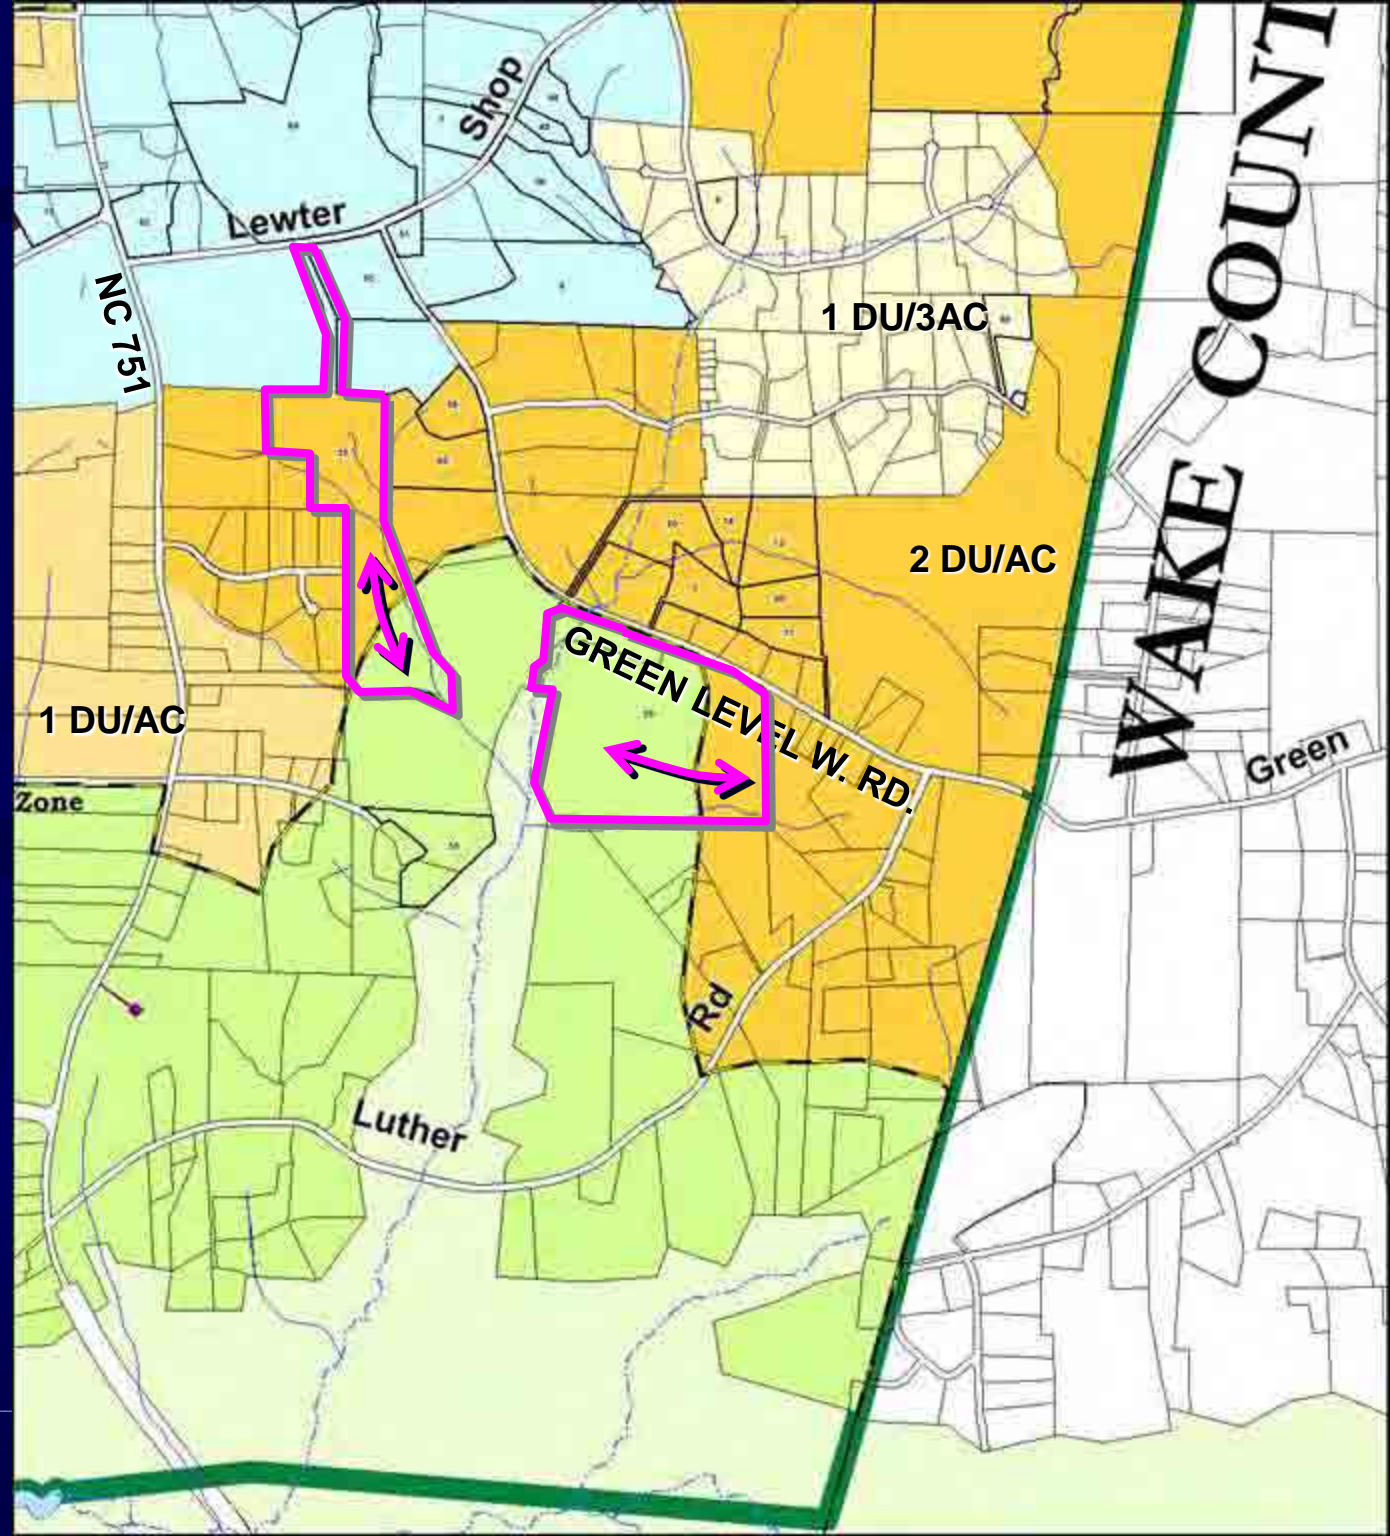 Shop
Lewter
NC 751
WAKE COUNT
1 DU/3AC
2 DU/AC
GREEN LEVEL W. RD.
1 DU/AC
Green
Zone
Rd
Luther